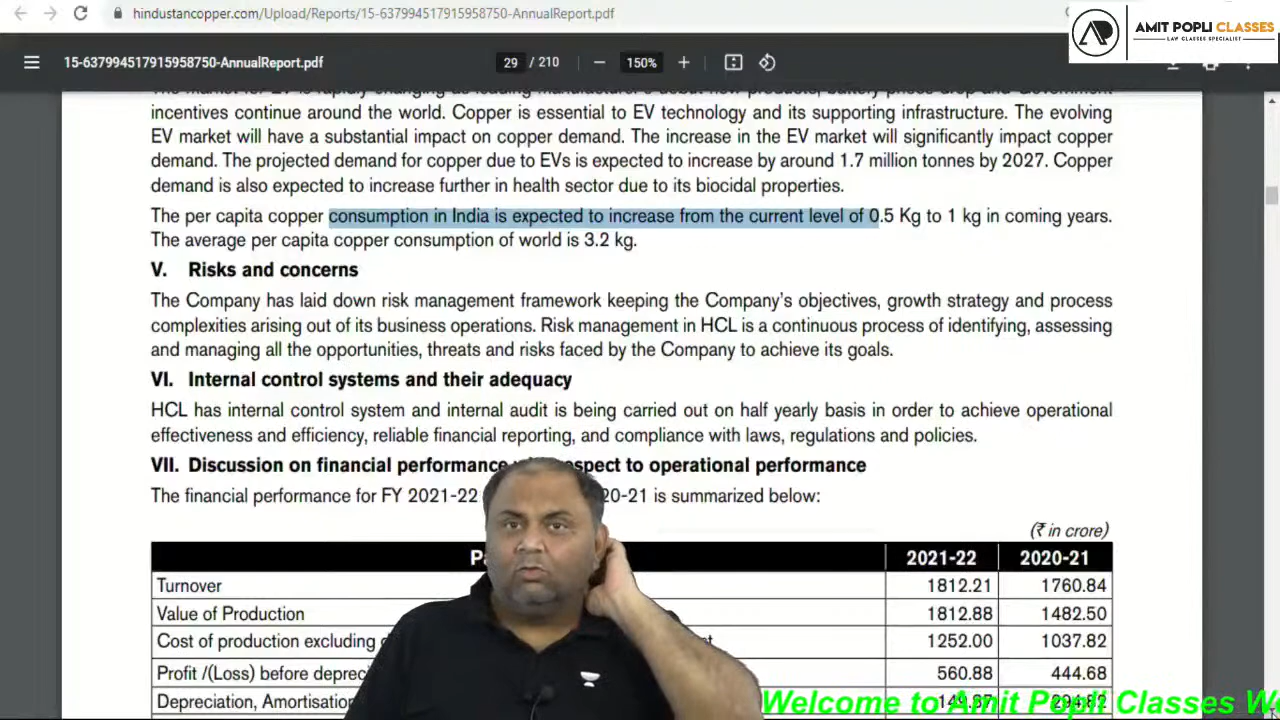 hindustancopper.com/Upload/Reports/15-637994517915958750-AnnualReport.pdf
AMIT POPLI CLASSES
LAW CLASSES SPECIALIST
15-637994517915958750-AnnualReport.pdf
29 / 210
150%
incentives continue around the world. Copper is essential to EV technology and its supporting infrastructure. The evolving
EV market will have a substantial impact on copper demand. The increase in the EV market will significantly impact copper
demand. The projected demand for copper due to EVs is expected to increase by around 1.7 million tonnes by 2027. Copper
demand is also expected to increase further in health sector due to its biocidal properties.
The per capita copper consumption in India is expected to increase from the current level of 0.5 Kg to 1 kg in coming years.
The average per capita copper consumption of world is 3.2 kg.
V. Risks and concerns
The Company has laid down risk management framework keeping the Company's objectives, growth strategy and process
complexities arising out of its business operations. Risk management in HCL is a continuous process of identifying, assessing
and managing all the opportunities, threats and risks faced by the Company to achieve its goals.
VI. Internal control systems and their adequacy
HCL has internal control system and internal audit is being carried out on half yearly basis in order to achieve operational
effectiveness and efficiency, reliable financial reporting, and compliance with laws, regulations and policies.
VII. Discussion on financial performance respect to operational performance
The financial performance for FY 2021-22 20-21 is summarized below:
(₹ in crore)
2021-22 2020-21
Turnover 1812.21 1760.84
Value of Production 1812.88 1482.50
Cost of production excluding 1252.00 1037.82
Profit /(Loss) before 560.88 444.68
Depreciation,
Welcome to Amit Popli Classes